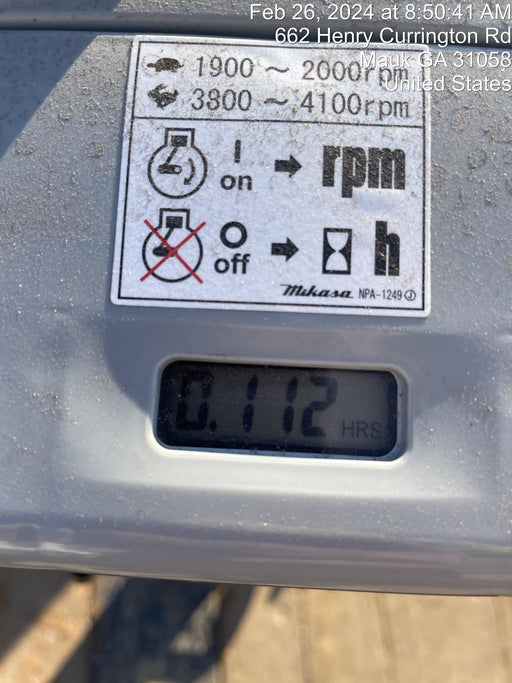 Feb 26, 2024 at 8:50:41 AM
662 Henry Currington Rd
Mauk GA 31058
United States
1900 ~ 2000rpm
3800 ~ 4100rpm
I
on
rpm
O
off
h
Mikasa NPA-1249 J
0.112 HRS